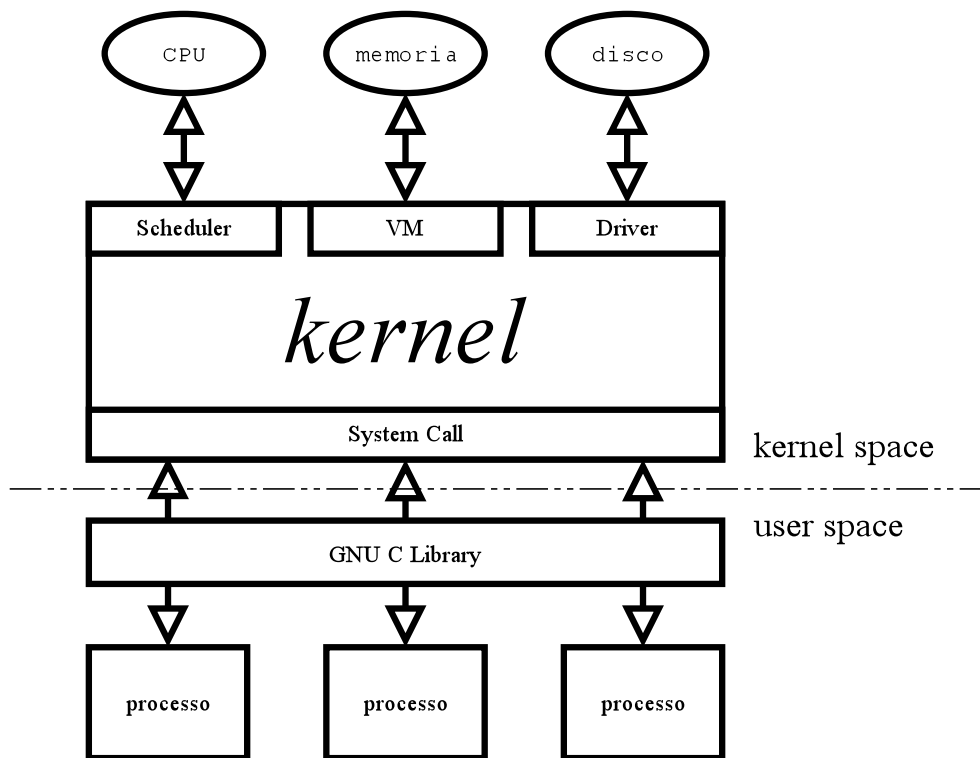 CPU
memoria
disco
Scheduler
VM
Driver
kernel
System Call
kernel space
user space
GNU C Library
processo
processo
processo